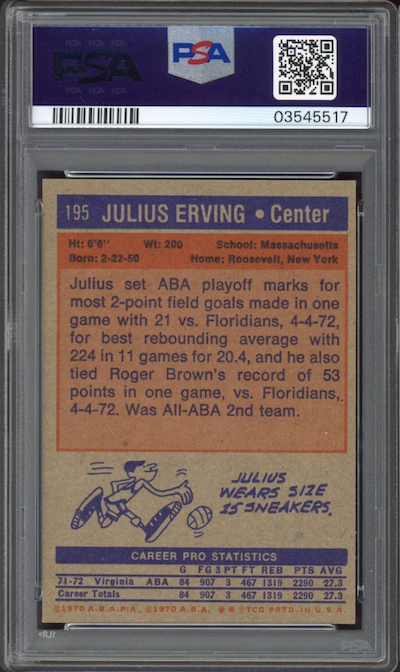 PSA
PSA
03545517
195 JULIUS ERVING • Center
Ht: 6'6" Wt: 200 School: Massachusetts
Born: 2-22-50 Home: Roosevelt, New York
Julius set ABA playoff marks for
most 2-point field goals made in one
game with 21 vs. Floridians, 4-4-72,
for best rebounding average with
224 in 11 games for 20.4, and he also
tied Roger Brown's record of 53
points in one game, vs. Floridians,
4-4-72. Was All-ABA 2nd team.
JULIUS
WEARS SIZE
15 SNEAKERS.
CAREER PRO STATISTICS
G FG 3 PT FT REB PTS AVG
71-72 Virginia ABA 84 907 3 467 1319 2290 27.3
Career Totals 84 907 3 467 1319 2290 27.3
©1970 A.B.A.P.A. ©1970 A.B.A. ✱ ✱ ©TCG PRTD. IN U.S.A.